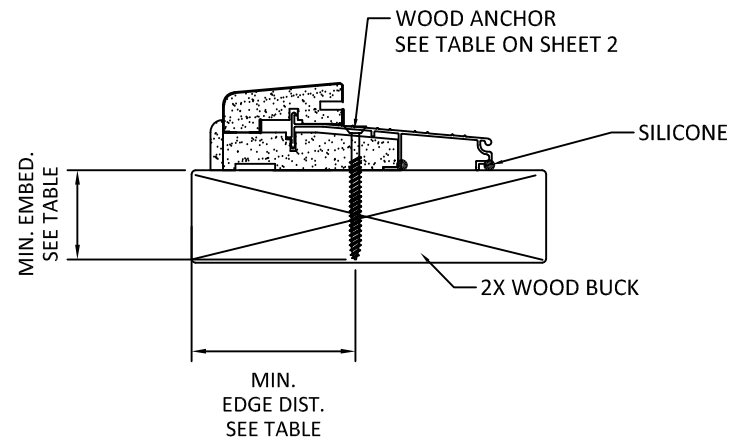 WOOD ANCHOR
SEE TABLE ON SHEET 2
SILICONE
MIN. EMBED.
SEE TABLE
2X WOOD BUCK
MIN.
EDGE DIST.
SEE TABLE